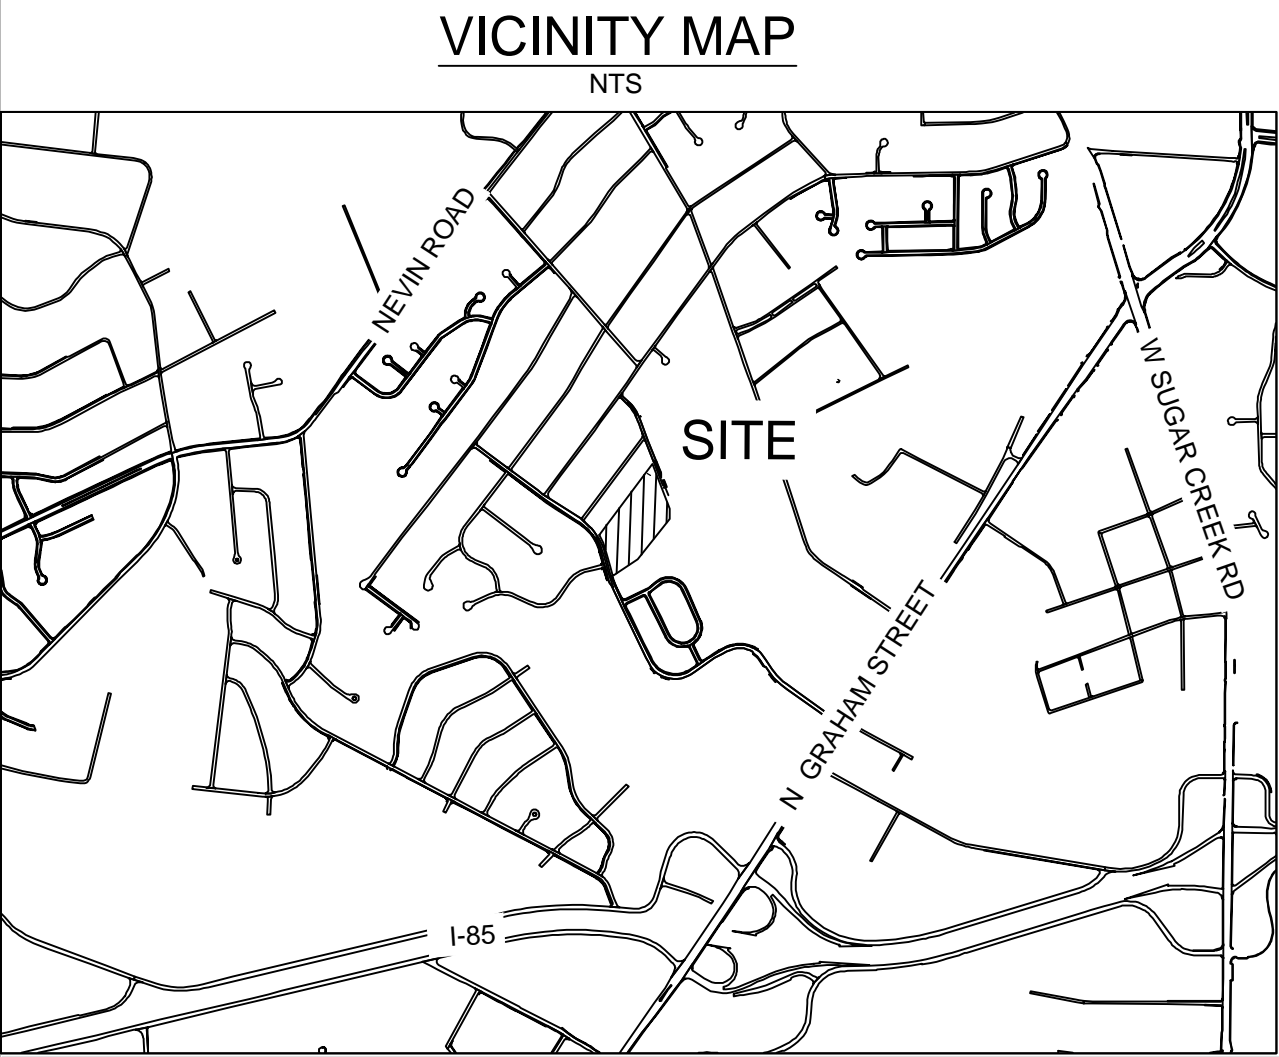 VICINITY MAP
NTS
NEVIN ROAD
W SUGAR CREEK RD
SITE
N GRAHAM STREET
I-85